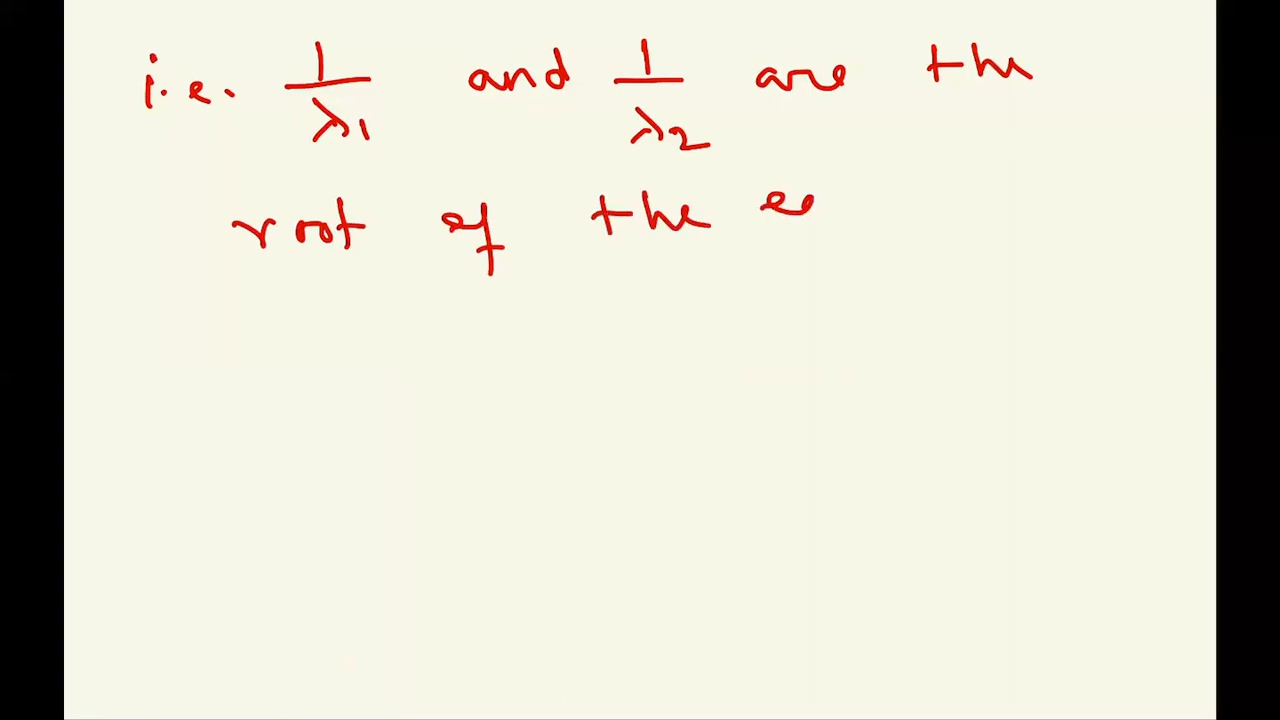 i.e. 1/λ1 and 1/λ2 are the
root of the